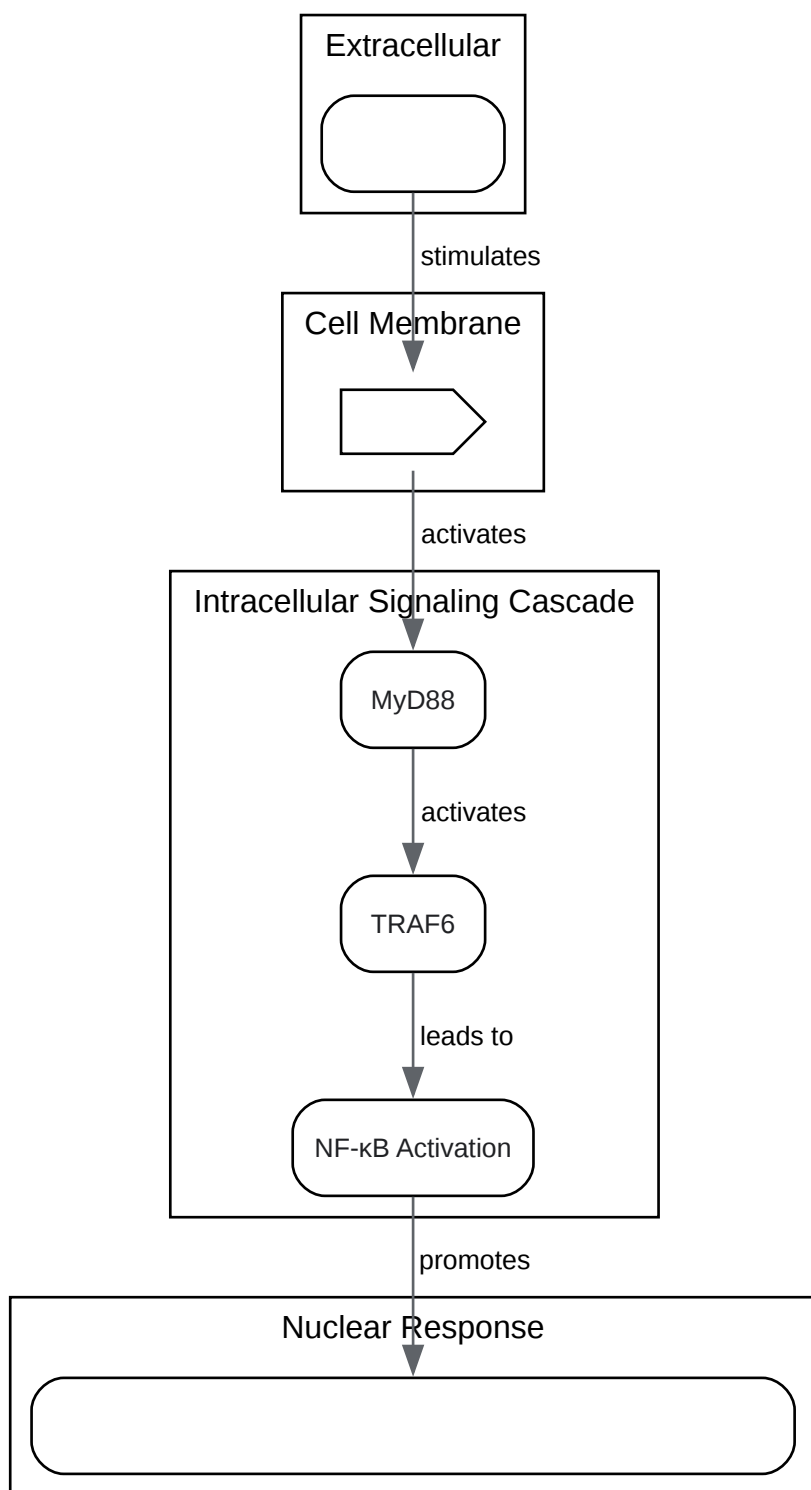 Extracellular
stimulates
Cell Membrane
activates
Intracellular Signaling Cascade
MyD88
activates
TRAF6
leads to
NF-κB Activation
promotes
Nuclear Response